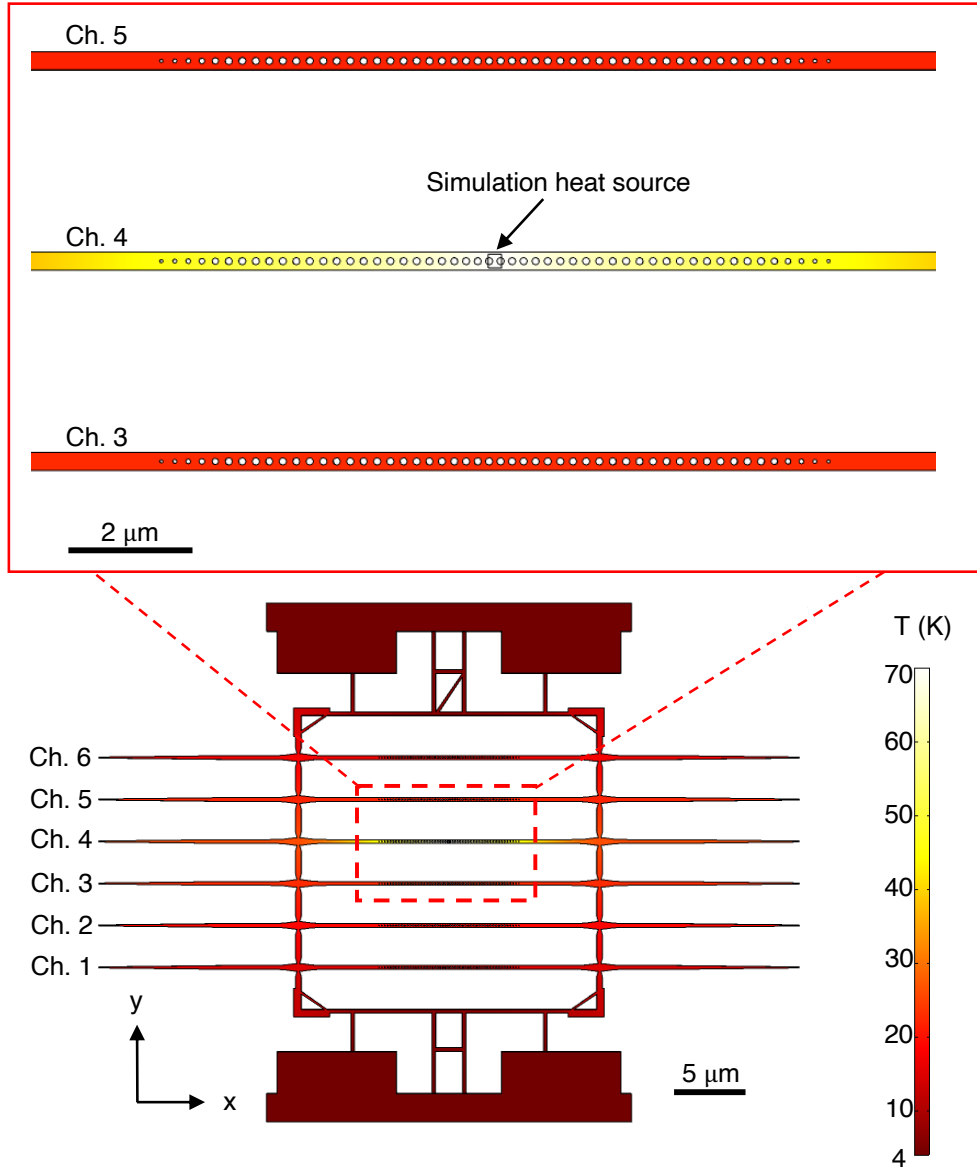 Ch. 5
Simulation heat source
Ch. 4
Ch. 3
2 μm
T (K)
70
60
50
40
30
20
10
4
Ch. 6
Ch. 5
Ch. 4
Ch. 3
Ch. 2
Ch. 1
y
x
5 μm